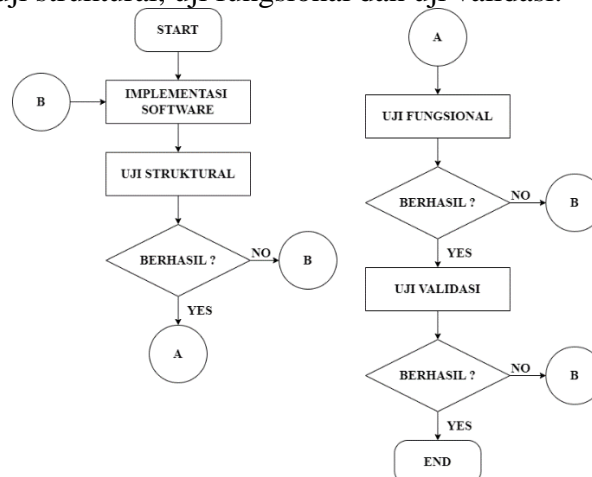 uji struktural, uji fungsional dan uji validasi.
START
B
IMPLEMENTASI
SOFTWARE
UJI STRUKTURAL
BERHASIL ?
NO
B
YES
A
A
UJI FUNGSIONAL
BERHASIL ?
NO
B
YES
UJI VALIDASI
BERHASIL ?
NO
B
YES
END